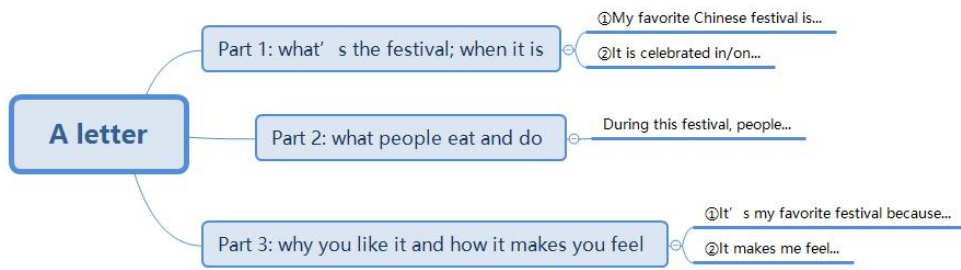 A letter
Part 1: what's the festival; when it is
①My favorite Chinese festival is...
②It is celebrated in/on...
Part 2: what people eat and do
During this festival, people...
Part 3: why you like it and how it makes you feel
①It's my favorite festival because...
②It makes me feel...